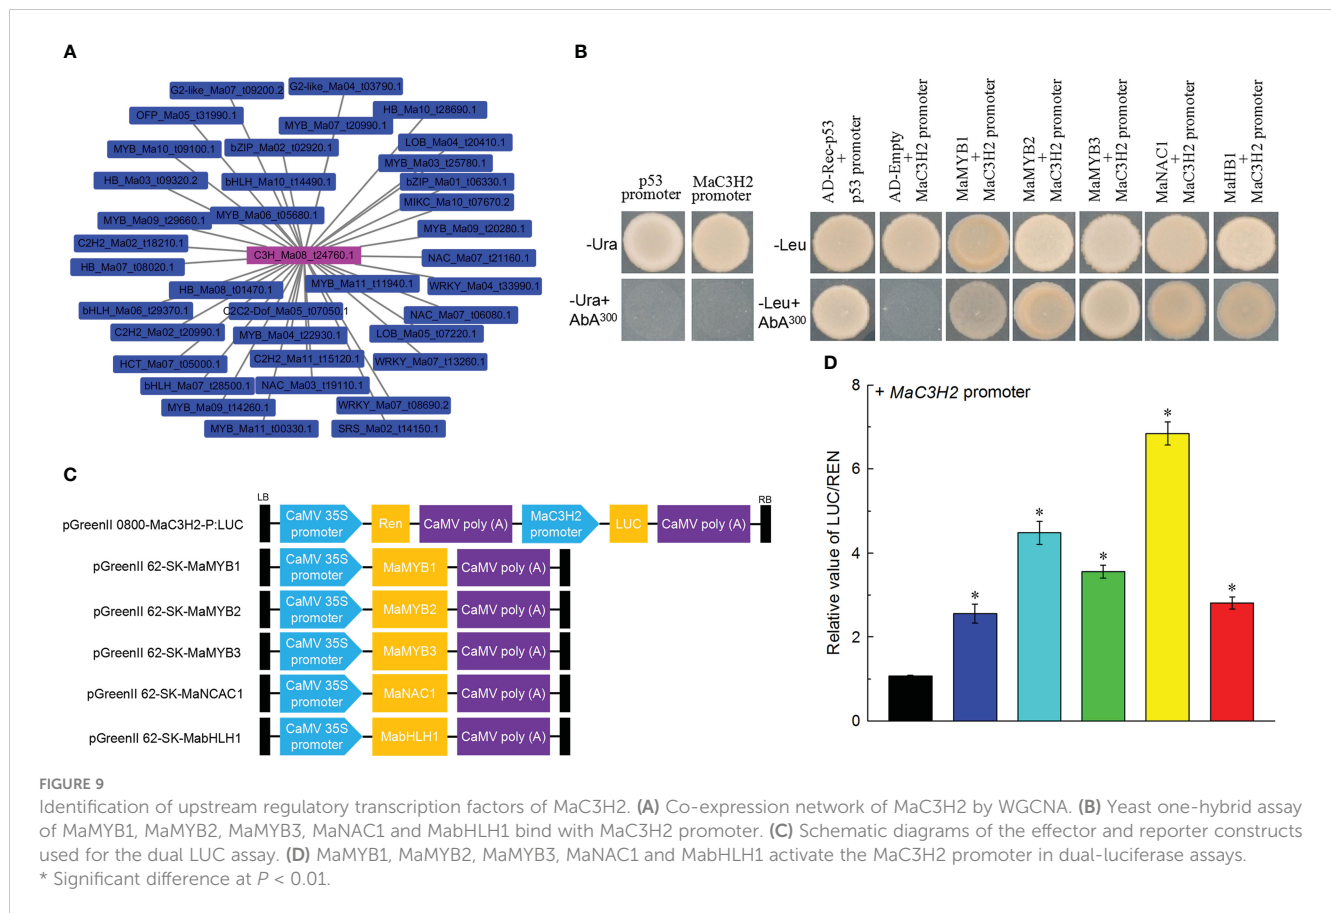 A
G2-like_Ma07_t09200.2
G2-like_Ma04_t03790.1
OFP_Ma05_t31990.1
HB_Ma10_t28690.1
MYB_Ma07_t20990.1
MYB_Ma10_t09100.1
bZIP_Ma02_t02920.1
LOB_Ma04_t20410.1
MYB_Ma03_t25780.1
HB_Ma03_t09320.2
bHLH_Ma10_t14490.1
bZIP_Ma01_t06330.1
MIKC_Ma10_t07670.2
MYB_Ma09_t29660.1
MYB_Ma06_t05680.1
MYB_Ma09_t20280.1
C2H2_Ma02_t18210.1
C3H_Ma08_t24760.1
NAC_Ma07_t21160.1
HB_Ma07_t08020.1
HB_Ma08_t01470.1
MYB_Ma11_t11940.1
WRKY_Ma04_t33990.1
bHLH_Ma06_t29370.1
C2C2-Dof_Ma05_t07050.1
NAC_Ma07_t06080.1
C2H2_Ma02_t20990.1
MYB_Ma04_t22930.1
LOB_Ma05_t07220.1
HCT_Ma07_t05000.1
C2H2_Ma11_t15120.1
WRKY_Ma07_t13260.1
bHLH_Ma07_t28500.1
NAC_Ma03_t19110.1
MYB_Ma09_t14260.1
WRKY_Ma07_t08690.2
MYB_Ma11_t00330.1
SRS_Ma02_t14150.1
B
p53
promoter
MaC3H2
promoter
-Ura
-Ura+
AbA300
AD-Rec-p53
+
p53 promoter
AD-Empty
+
MaC3H2 promoter
MaMYB1
+
MaC3H2 promoter
MaMYB2
+
MaC3H2 promoter
MaMYB3
+
MaC3H2 promoter
MaNAC1
+
MaC3H2 promoter
MaHB1
+
MaC3H2 promoter
-Leu
-Leu+
AbA300
C
LB
RB
pGreenII 0800-MaC3H2-P:LUC
CaMV 35S
promoter
Ren
CaMV poly (A)
MaC3H2
promoter
LUC
CaMV poly (A)
pGreenII 62-SK-MaMYB1
CaMV 35S
promoter
MaMYB1
CaMV poly (A)
pGreenII 62-SK-MaMYB2
CaMV 35S
promoter
MaMYB2
CaMV poly (A)
pGreenII 62-SK-MaMYB3
CaMV 35S
promoter
MaMYB3
CaMV poly (A)
pGreenII 62-SK-MaNCAC1
CaMV 35S
promoter
MaNAC1
CaMV poly (A)
pGreenII 62-SK-MabHLH1
CaMV 35S
promoter
MabHLH1
CaMV poly (A)
D
+ MaC3H2 promoter
Relative value of LUC/REN
8
6
4
2
0
*
*
*
*
*
FIGURE 9
Identification of upstream regulatory transcription factors of MaC3H2. (A) Co-expression network of MaC3H2 by WGCNA. (B) Yeast one-hybrid assay
of MaMYB1, MaMYB2, MaMYB3, MaNAC1 and MabHLH1 bind with MaC3H2 promoter. (C) Schematic diagrams of the effector and reporter constructs
used for the dual LUC assay. (D) MaMYB1, MaMYB2, MaMYB3, MaNAC1 and MabHLH1 activate the MaC3H2 promoter in dual-luciferase assays.
* Significant difference at P < 0.01.